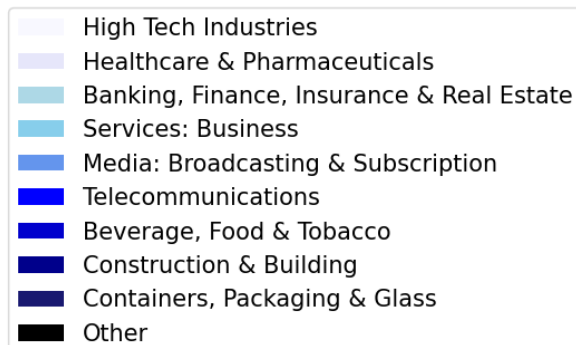 High Tech Industries
Healthcare & Pharmaceuticals
Banking, Finance, Insurance & Real Estate
Services: Business
Media: Broadcasting & Subscription
Telecommunications
Beverage, Food & Tobacco
Construction & Building
Containers, Packaging & Glass
Other